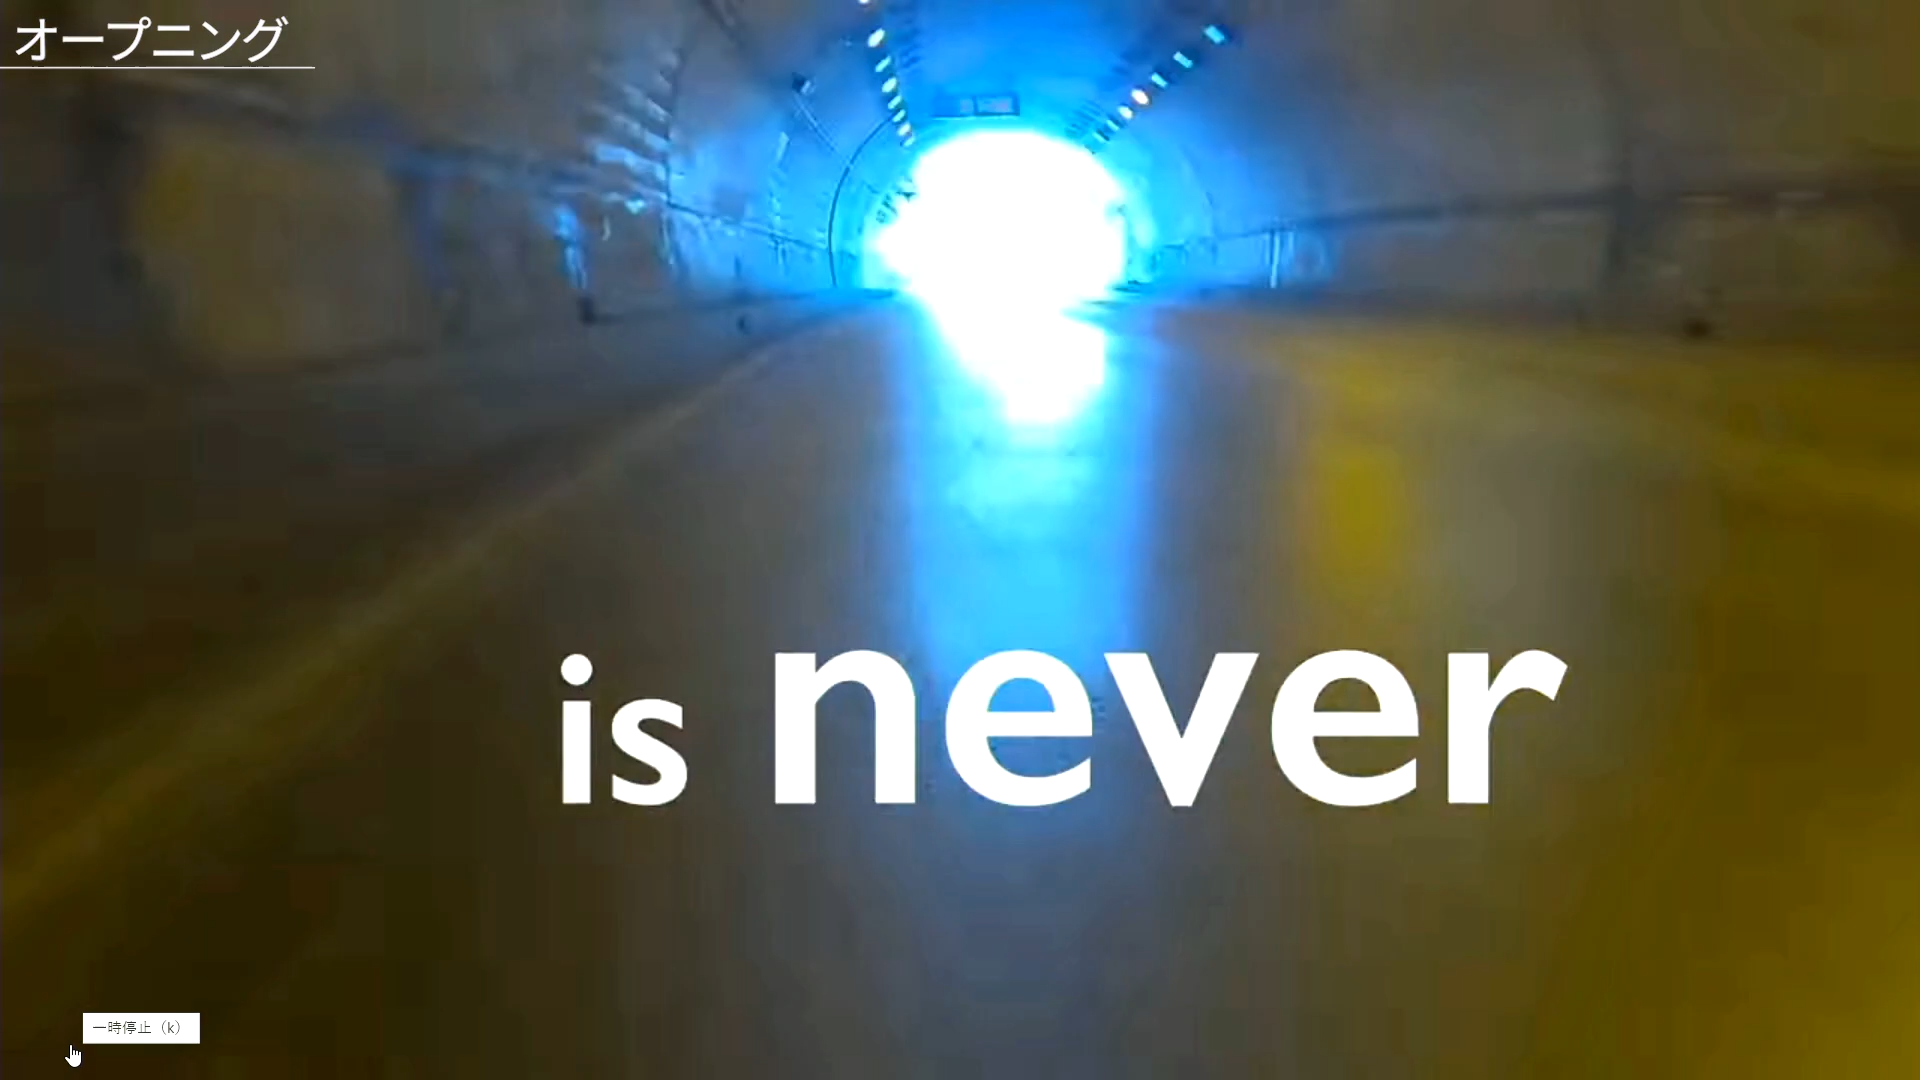 オープニング
is never
一時停止（k）